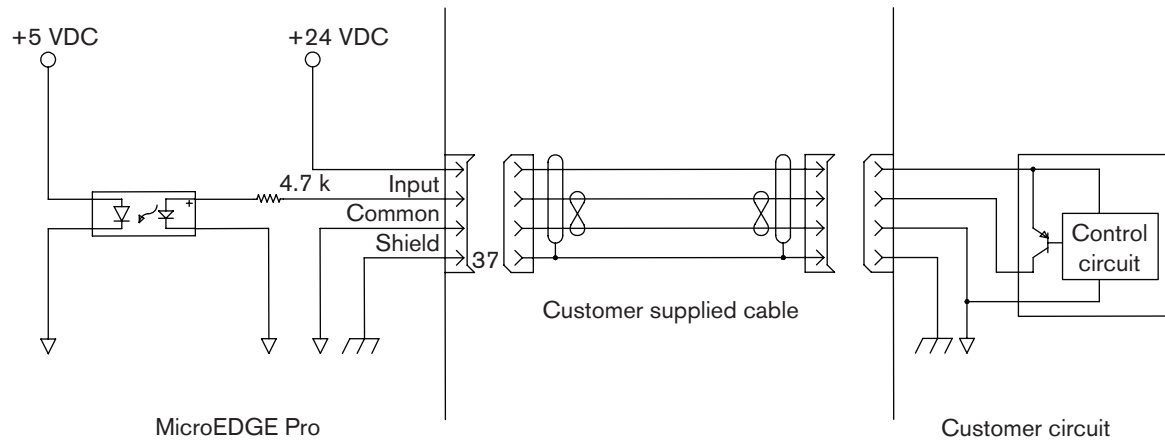 +5 VDC
+24 VDC
4.7 k
+
Input
Common
Shield
37
Customer supplied cable
Control
circuit
MicroEDGE Pro
Customer circuit